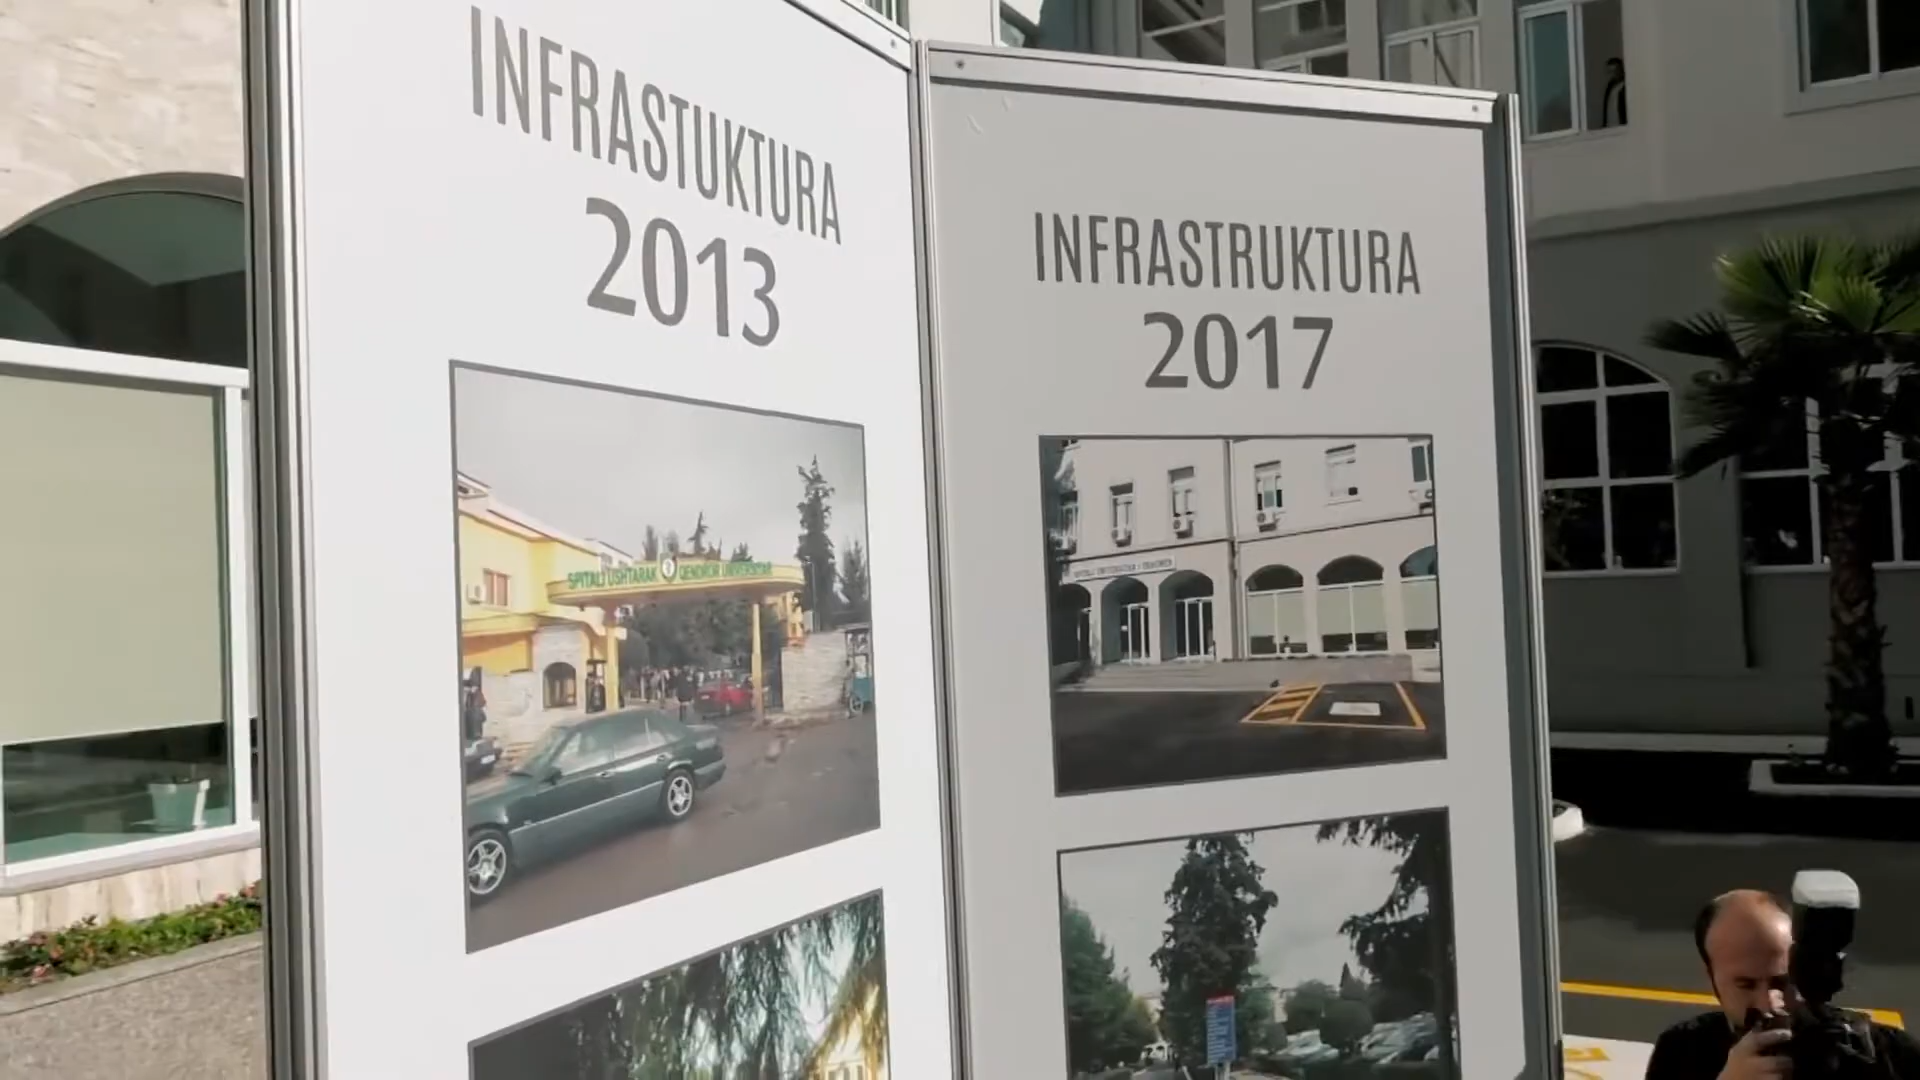 INFRASTUKTURA
2013
SPITALI USHTARAK QENDROR UNIVERSITAR
INFRASTRUKTURA
2017